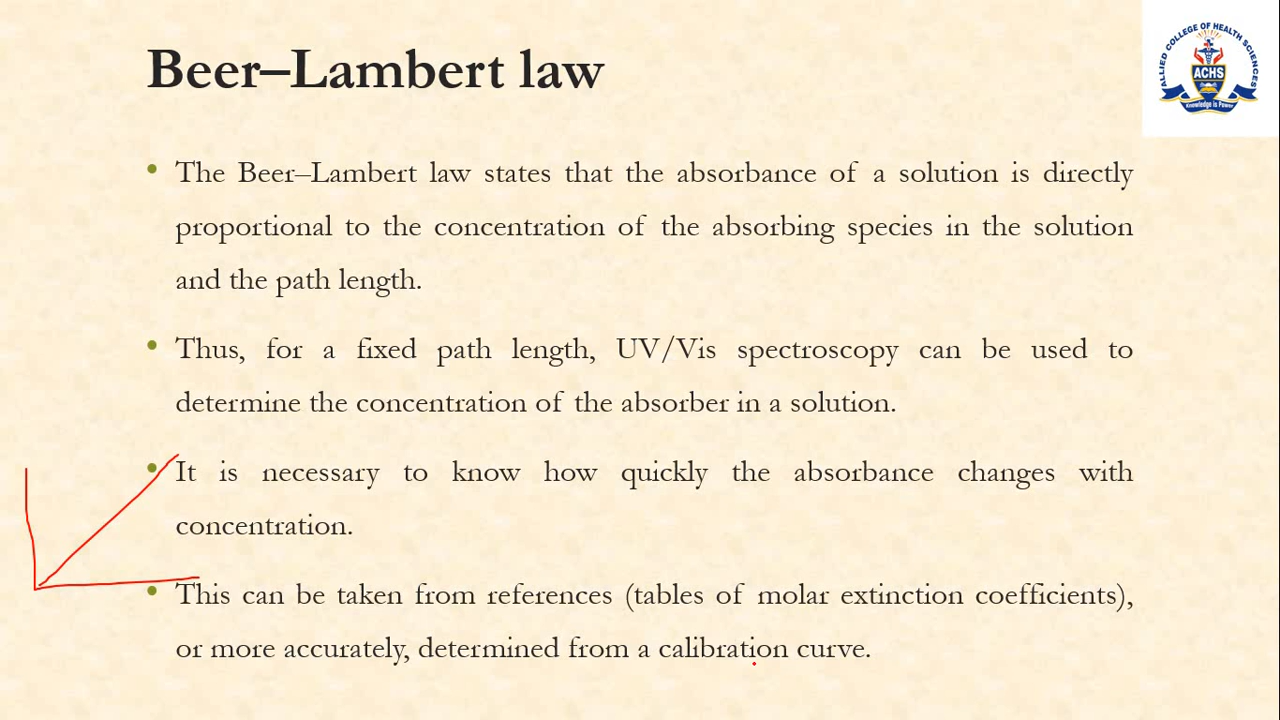 Beer–Lambert law
ALLIED COLLEGE OF HEALTH SCIENCES
ACHS
Knowledge is Power
• The Beer–Lambert law states that the absorbance of a solution is directly
proportional to the concentration of the absorbing species in the solution
and the path length.
• Thus, for a fixed path length, UV/Vis spectroscopy can be used to
determine the concentration of the absorber in a solution.
• It is necessary to know how quickly the absorbance changes with
concentration.
• This can be taken from references (tables of molar extinction coefficients),
or more accurately, determined from a calibration curve.